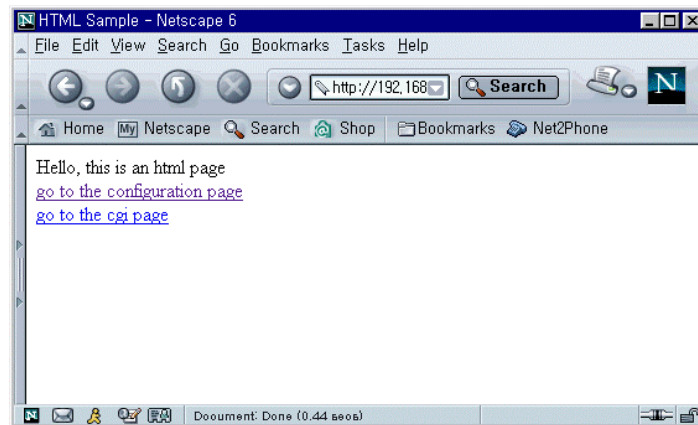 HTML Sample - Netscape 6
File Edit View Search Go Bookmarks Tasks Help
http://192,168 Search N
Home My Netscape Search Shop Bookmarks Net2Phone
Hello, this is an html page
go to the configuration page
go to the cgi page
Document: Done (0.44 secs)